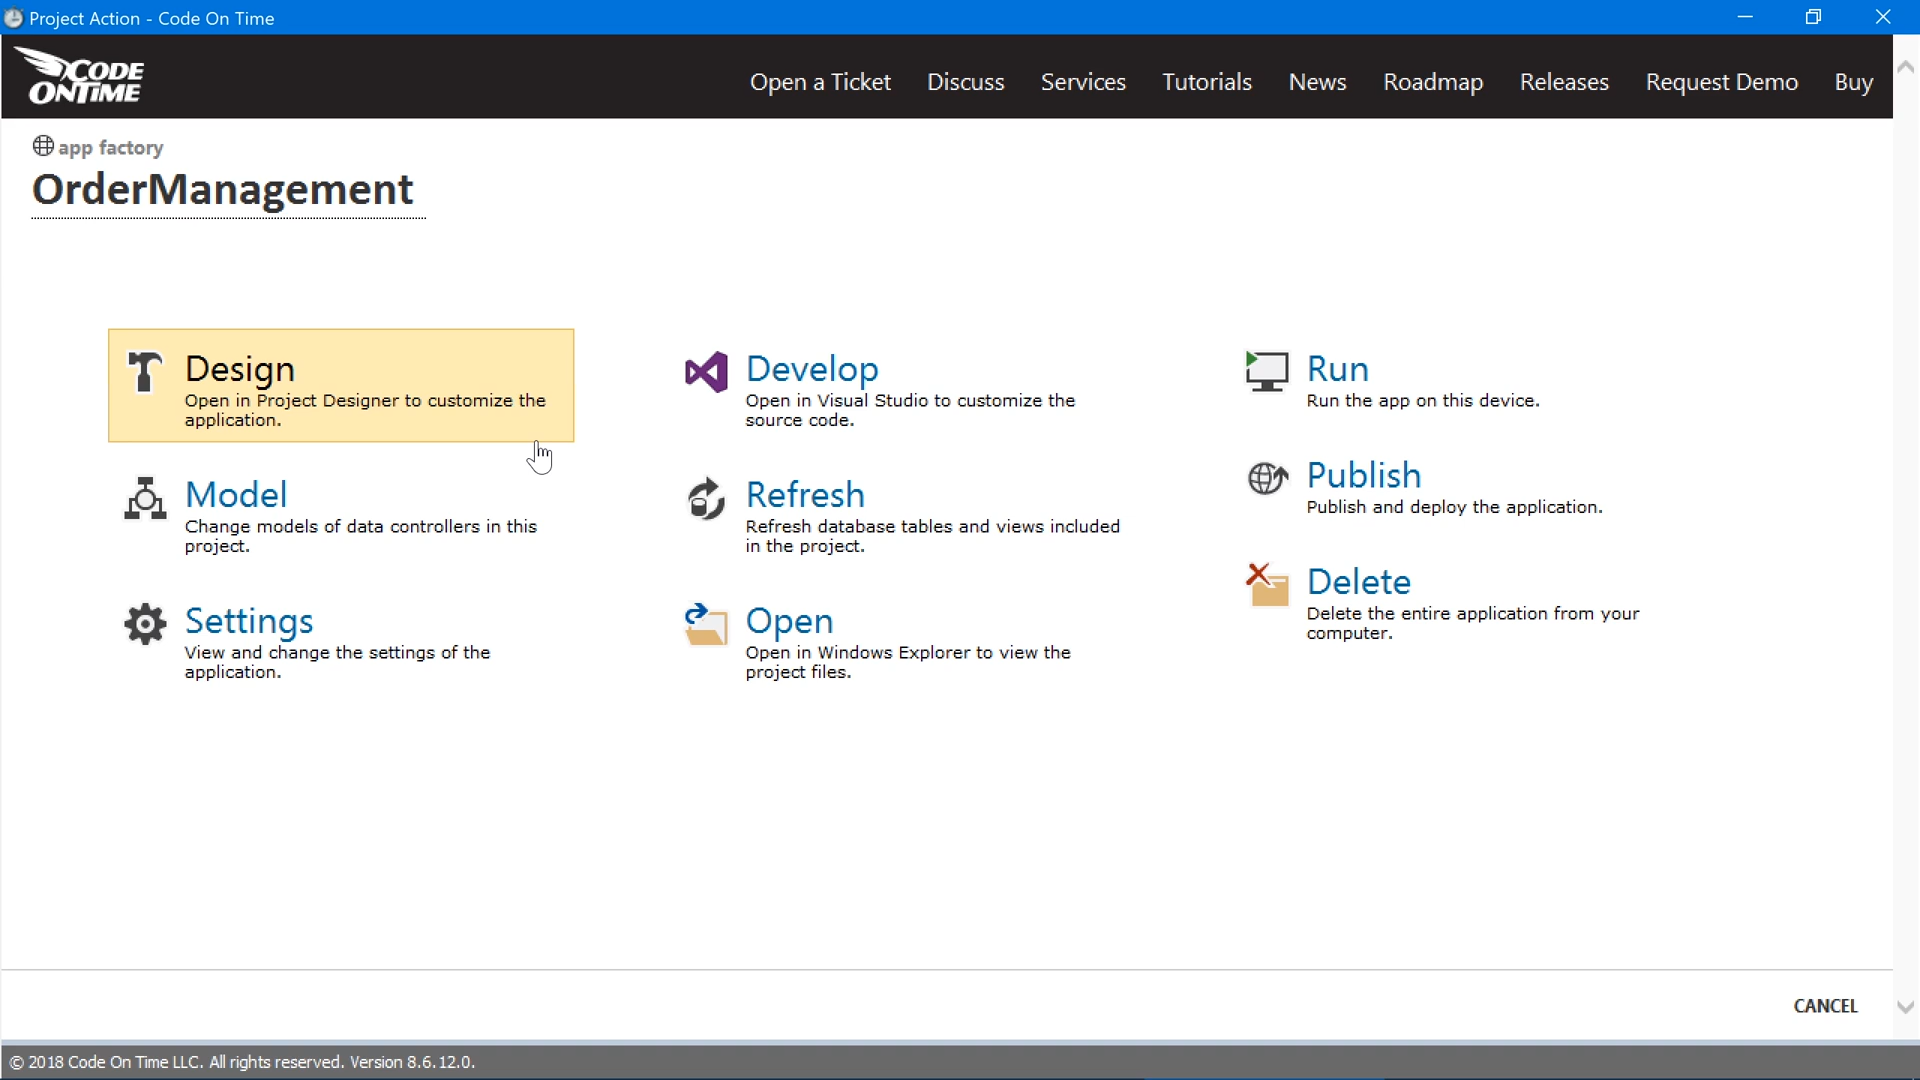 Project Action - Code On Time
CODE
ONTIME
Open a Ticket Discuss Services Tutorials News Roadmap Releases Request Demo Buy
app factory
OrderManagement
Design
Open in Project Designer to customize the
application.
Model
Change models of data controllers in this
project.
Settings
View and change the settings of the
application.
Develop
Open in Visual Studio to customize the
source code.
Refresh
Refresh database tables and views included
in the project.
Open
Open in Windows Explorer to view the
project files.
Run
Run the app on this device.
Publish
Publish and deploy the application.
Delete
Delete the entire application from your
computer.
CANCEL
© 2018 Code On Time LLC. All rights reserved. Version 8.6.12.0.